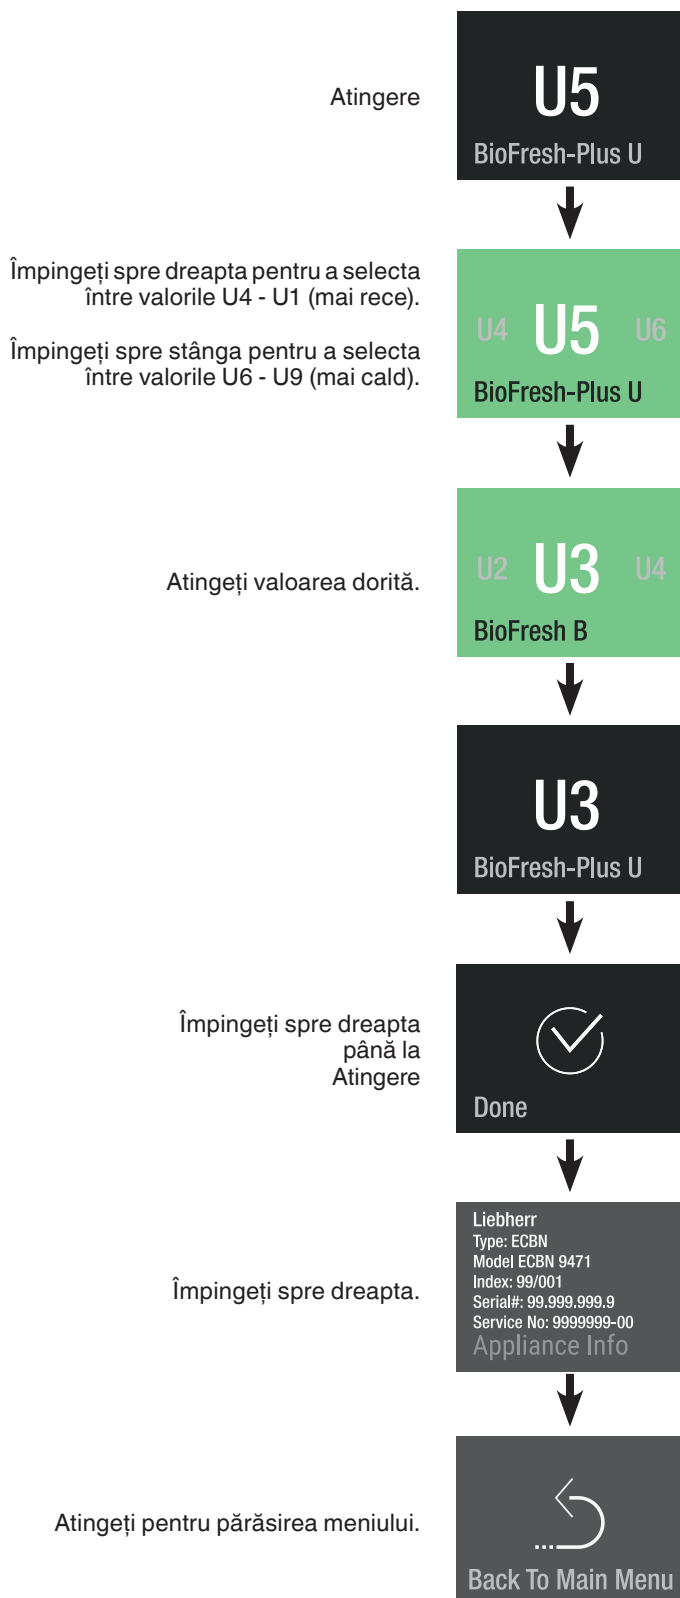 Atingere
U5
BioFresh-Plus U
Împingeți spre dreapta pentru a selecta
între valorile U4 - U1 (mai rece).
Împingeți spre stânga pentru a selecta
între valorile U6 - U9 (mai cald).
U4 U5 U6
BioFresh-Plus U
Atingeți valoarea dorită.
U2 U3 U4
BioFresh B
U3
BioFresh-Plus U
Împingeți spre dreapta
până la
Atingere
Done
Împingeți spre dreapta.
Liebherr
Type: ECBN
Model ECBN 9471
Index: 99/001
Serial#: 99.999.999.9
Service No: 9999999-00
Appliance Info
Atingeți pentru părăsirea meniului.
Back To Main Menu